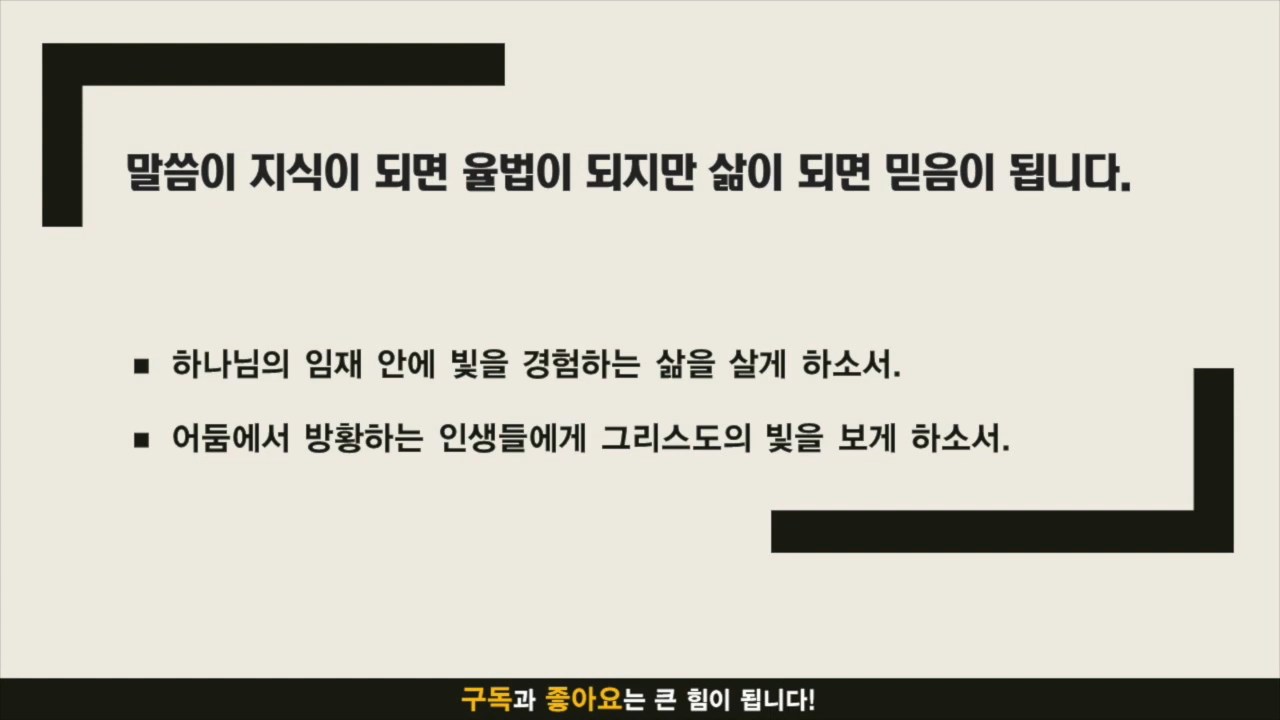 말씀이 지식이 되면 율법이 되지만 삶이 되면 믿음이 됩니다.
■ 하나님의 임재 안에 빛을 경험하는 삶을 살게 하소서.
■ 어둠에서 방황하는 인생들에게 그리스도의 빛을 보게 하소서.
구독과 좋아요는 큰 힘이 됩니다!